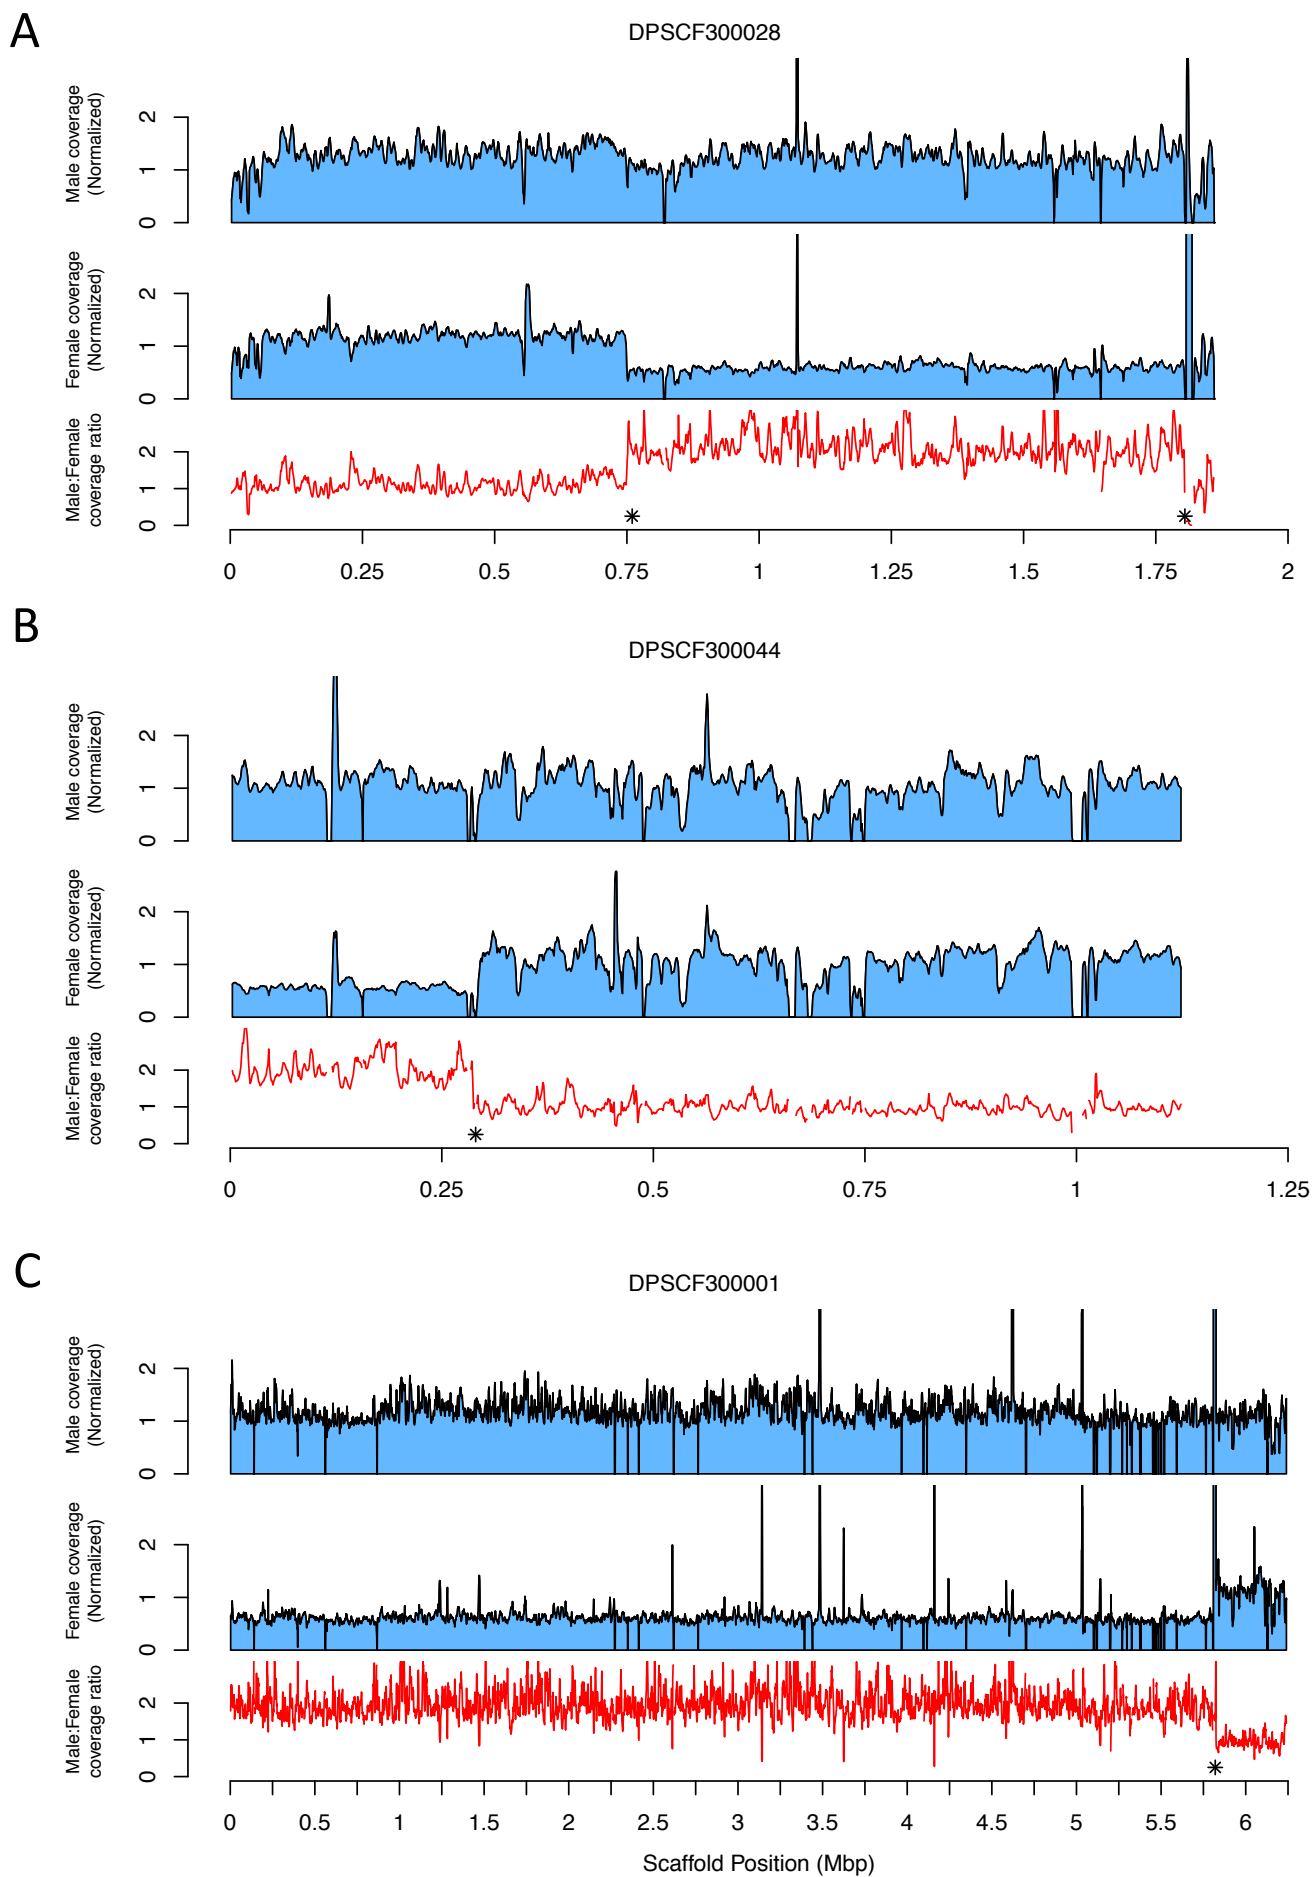 A
DPSCF300028
Male coverage
(Normalized)
0 1 2
Female coverage
(Normalized)
0 1 2
Male:Female
coverage ratio
0 1 2
* *
0 0.25 0.5 0.75 1 1.25 1.5 1.75 2
B
DPSCF300044
Male coverage
(Normalized)
0 1 2
Female coverage
(Normalized)
0 1 2
Male:Female
coverage ratio
0 1 2
*
0 0.25 0.5 0.75 1 1.25
C
DPSCF300001
Male coverage
(Normalized)
0 1 2
Female coverage
(Normalized)
0 1 2
Male:Female
coverage ratio
0 1 2
*
0 0.5 1 1.5 2 2.5 3 3.5 4 4.5 5 5.5 6
Scaffold Position (Mbp)